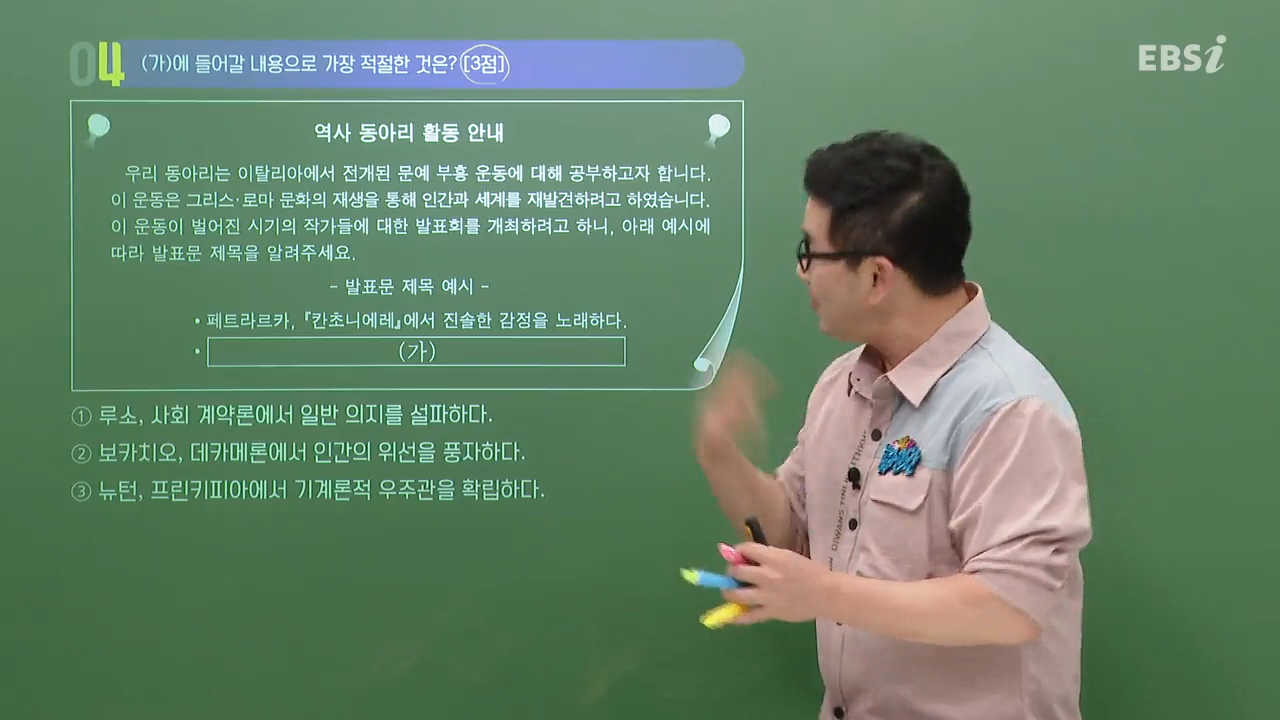 04 (가)에 들어갈 내용으로 가장 적절한 것은? [3점]
EBSi
역사 동아리 활동 안내
우리 동아리는 이탈리아에서 전개된 문예 부흥 운동에 대해 공부하고자 합니다.
이 운동은 그리스·로마 문화의 재생을 통해 인간과 세계를 재발견하려고 하였습니다.
이 운동이 벌어진 시기의 작가들에 대한 발표회를 개최하려고 하니, 아래 예시에
따라 발표문 제목을 알려주세요.
- 발표문 제목 예시 -
• 페트라르카, 『칸초니에레』에서 진솔한 감정을 노래하다.
• (가)
① 루소, 사회 계약론에서 일반 의지를 설파하다.
② 보카치오, 데카메론에서 인간의 위선을 풍자하다.
③ 뉴턴, 프린키피아에서 기계론적 우주관을 확립하다.